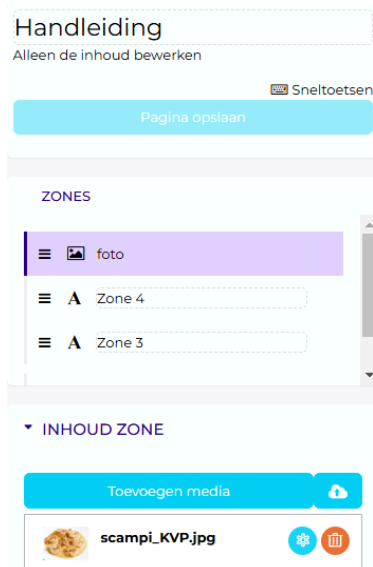 Handleiding
Alleen de inhoud bewerken
Sneltoetsen
Pagina opslaan
ZONES
foto
A Zone 4
A Zone 3
INHOUD ZONE
Toevoegen media
scampi_KVP.jpg